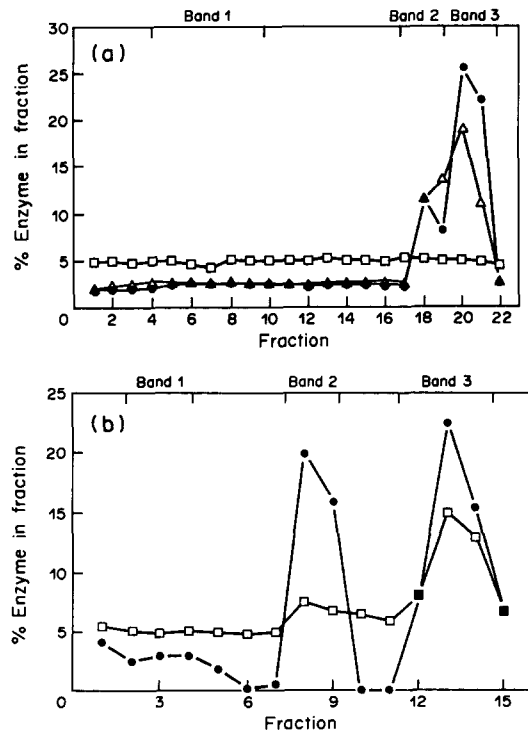 Band 1 Band 2 Band 3
(a)
% Enzyme in fraction
30
25
20
15
10
5
0
2 4 6 8 10 12 14 16 18 20 22
Fraction
Band 1 Band 2 Band 3
(b)
% Enzyme in fraction
25
20
15
10
5
0
3 6 9 12 15
Fraction